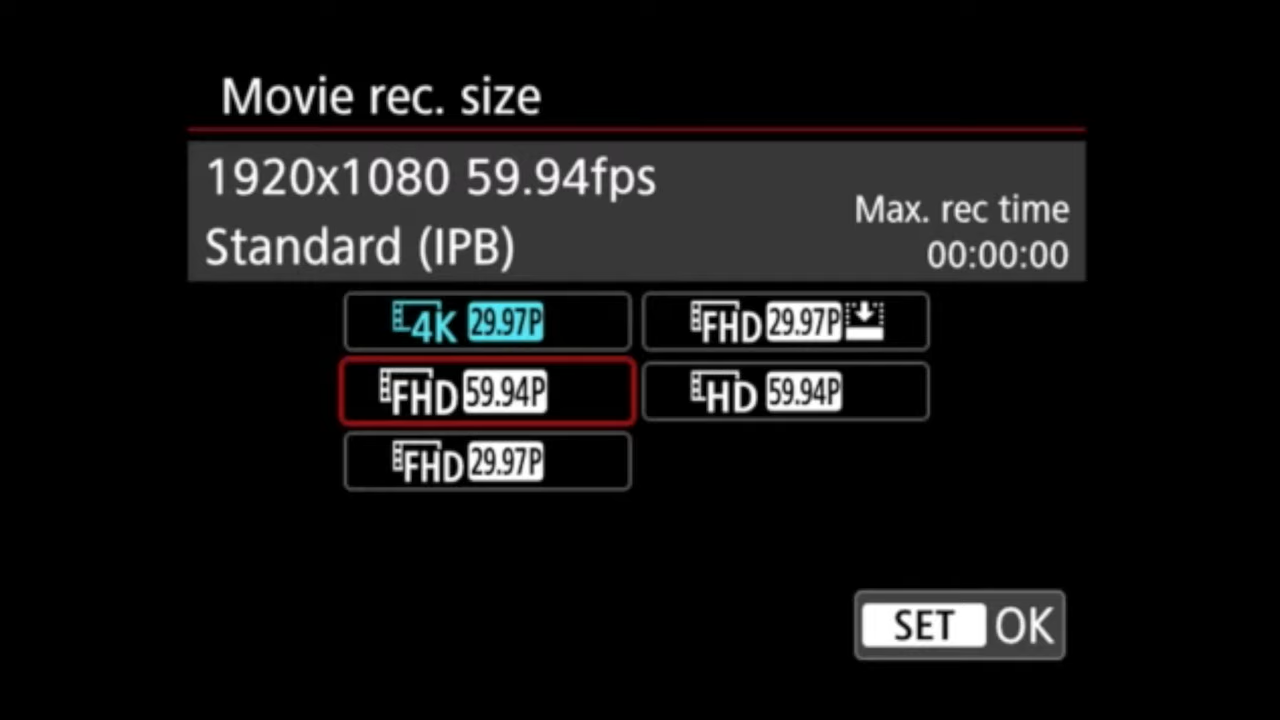 Movie rec. size
1920x1080 59.94fps
Standard (IPB)
Max. rec time
00:00:00
4K 29.97P
FHD 29.97P
FHD 59.94P
HD 59.94P
FHD 29.97P
SET OK